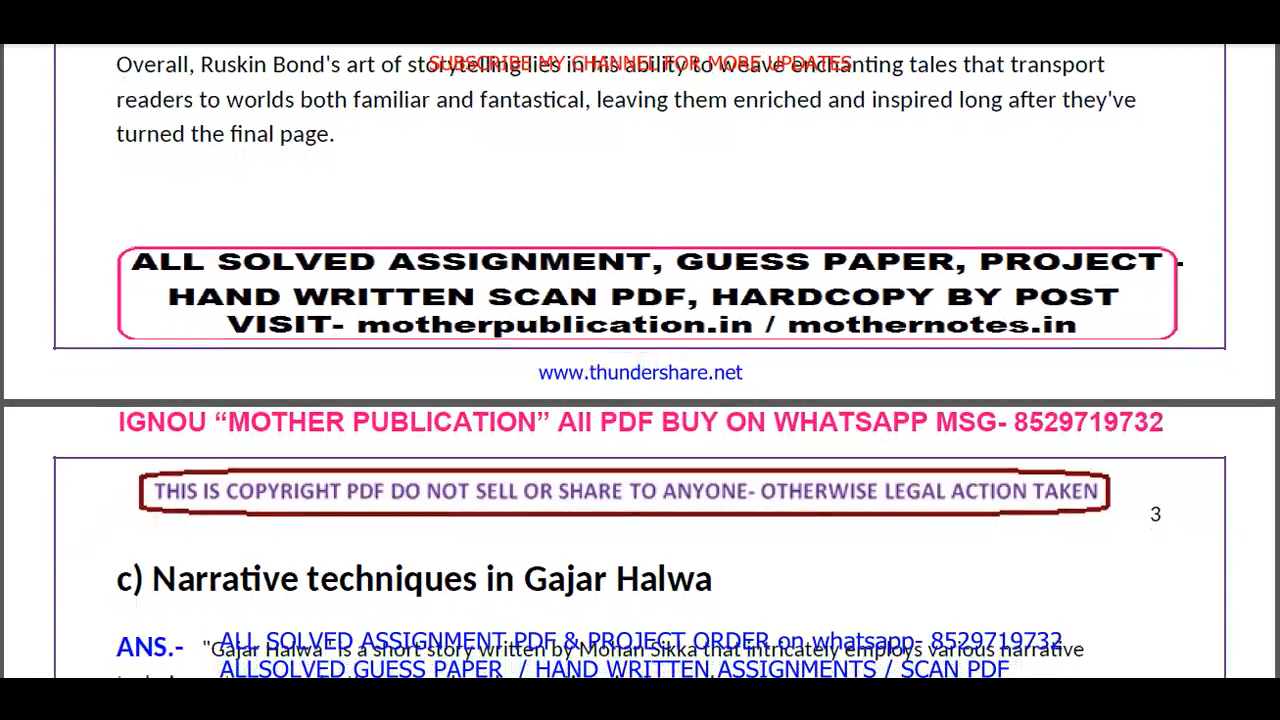 SUBSCRIBE MY CHANNEL FOR MORE UPDATES
Overall, Ruskin Bond's art of storytelling lies in his ability to weave enchanting tales that transport
readers to worlds both familiar and fantastical, leaving them enriched and inspired long after they've
turned the final page.
ALL SOLVED ASSIGNMENT, GUESS PAPER, PROJECT -
HAND WRITTEN SCAN PDF, HARDCOPY BY POST
VISIT- motherpublication.in / mothernotes.in
www.thundershare.net
IGNOU “MOTHER PUBLICATION” All PDF BUY ON WHATSAPP MSG- 8529719732
THIS IS COPYRIGHT PDF DO NOT SELL OR SHARE TO ANYONE- OTHERWISE LEGAL ACTION TAKEN
3
c) Narrative techniques in Gajar Halwa
ALL SOLVED ASSIGNMENT PDF & PROJECT ORDER on whatsapp- 8529719732
ANS.- "Gajar Halwa" is a short story written by Mohan Sikka that intricately employs various narrative
ALLSOLVED GUESS PAPER / HAND WRITTEN ASSIGNMENTS / SCAN PDF